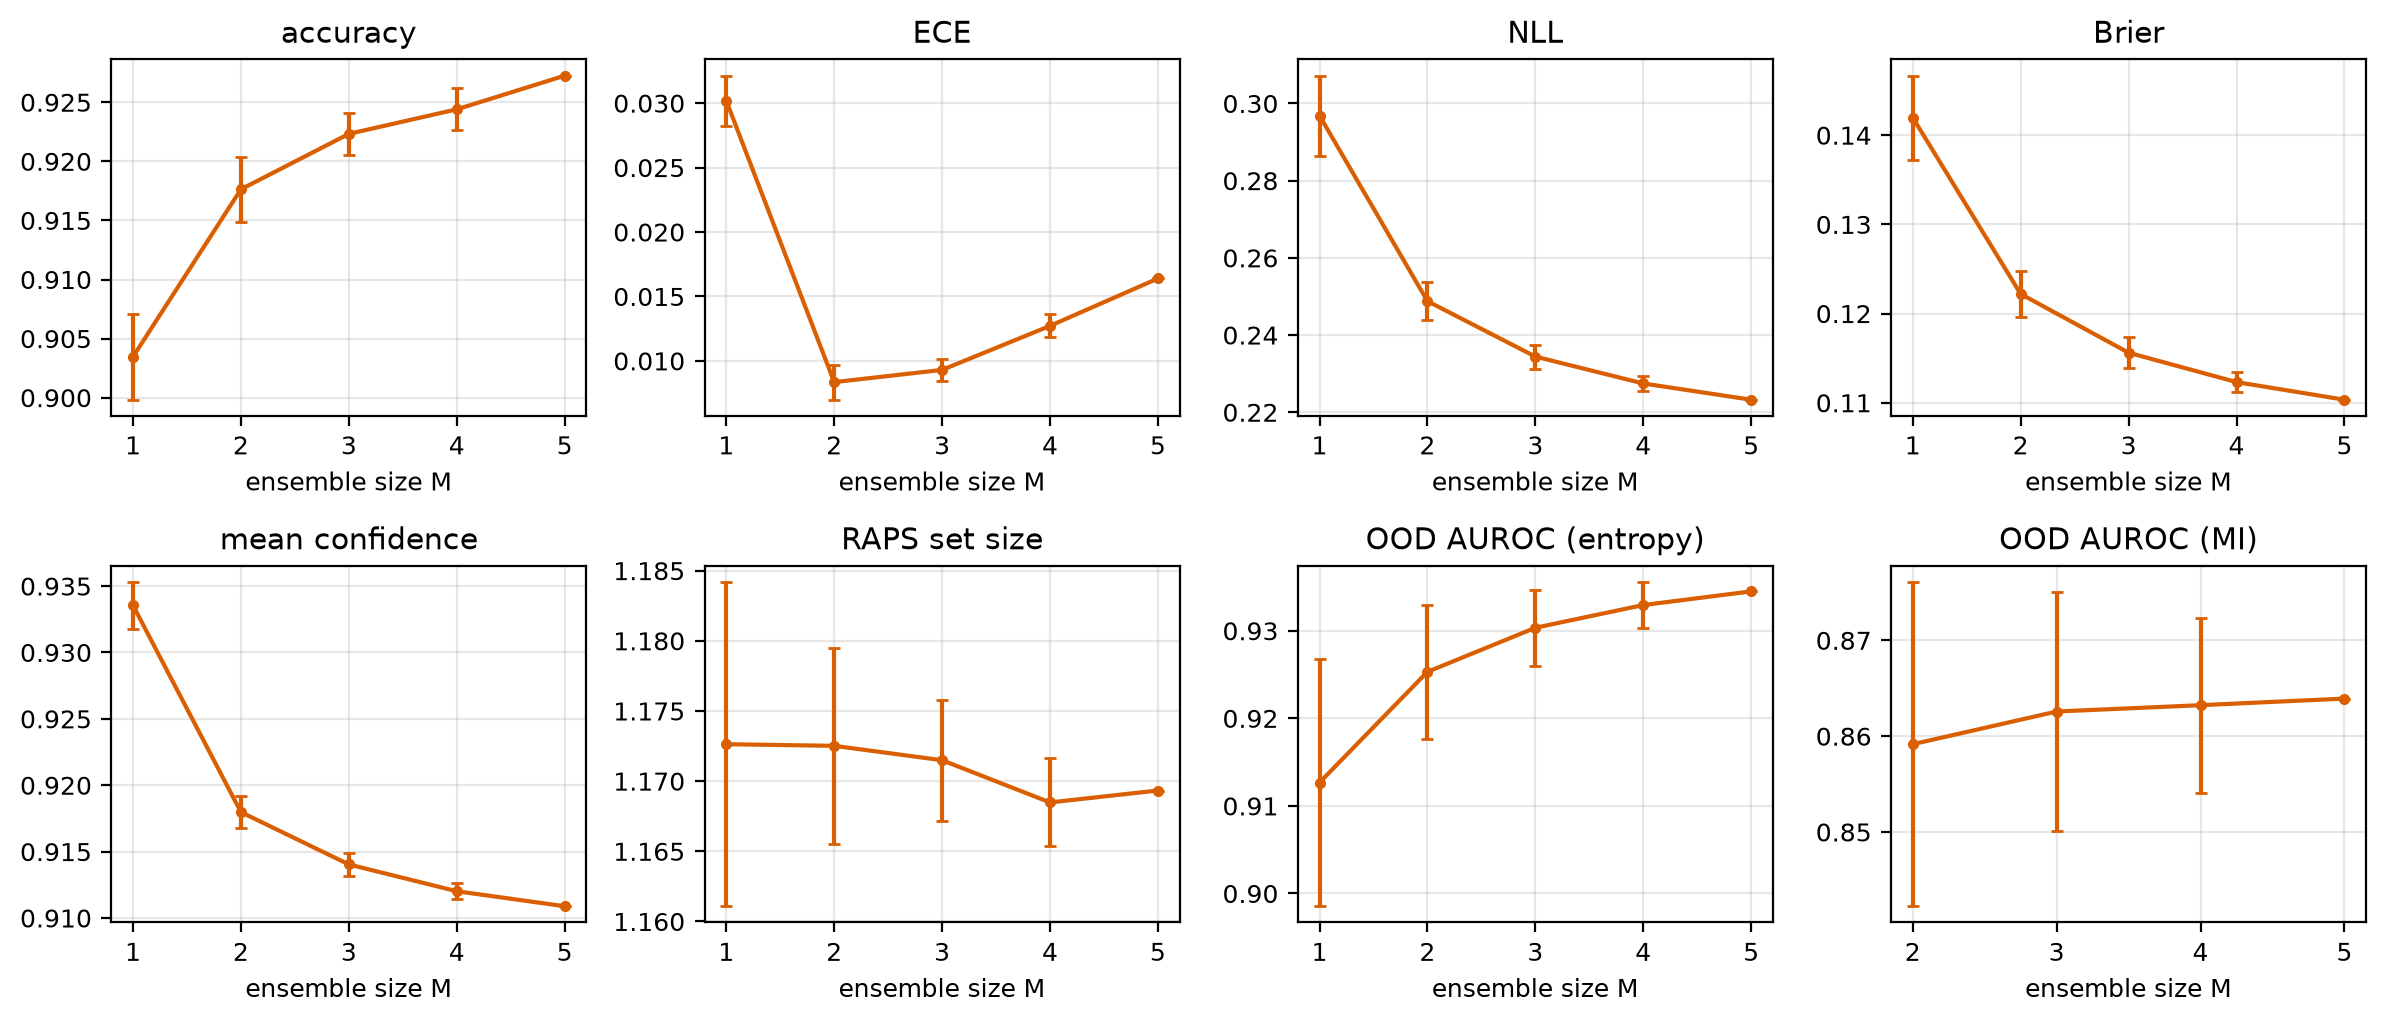 accuracy
0.925
0.920
0.915
0.910
0.905
0.900
1 2 3 4 5
ensemble size M
ECE
0.030
0.025
0.020
0.015
0.010
1 2 3 4 5
ensemble size M
NLL
0.30
0.28
0.26
0.24
0.22
1 2 3 4 5
ensemble size M
Brier
0.14
0.13
0.12
0.11
1 2 3 4 5
ensemble size M
mean confidence
0.935
0.930
0.925
0.920
0.915
0.910
1 2 3 4 5
ensemble size M
RAPS set size
1.185
1.180
1.175
1.170
1.165
1.160
1 2 3 4 5
ensemble size M
OOD AUROC (entropy)
0.93
0.92
0.91
0.90
1 2 3 4 5
ensemble size M
OOD AUROC (MI)
0.87
0.86
0.85
2 3 4 5
ensemble size M